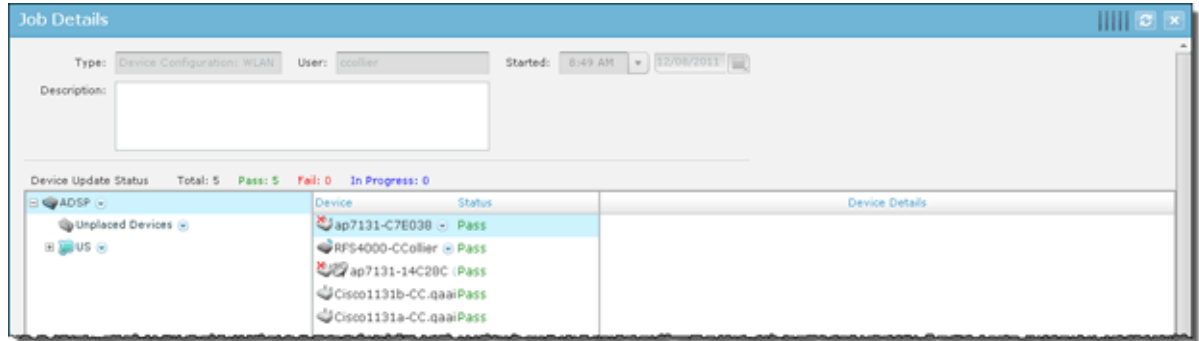 Job Details
Type: Device Configuration: WLAN User: ccollier Started: 8:49 AM 12/08/2011
Description:
Device Update Status Total: 5 Pass: 5 Fail: 0 In Progress: 0
ADSP Device Status Device Details
Unplaced Devices ap7131-C7E038 Pass
US RFS4000-CCollier Pass
ap7131-14C28C Pass
Cisco1131b-CC.qaai Pass
Cisco1131a-CC.qaai Pass